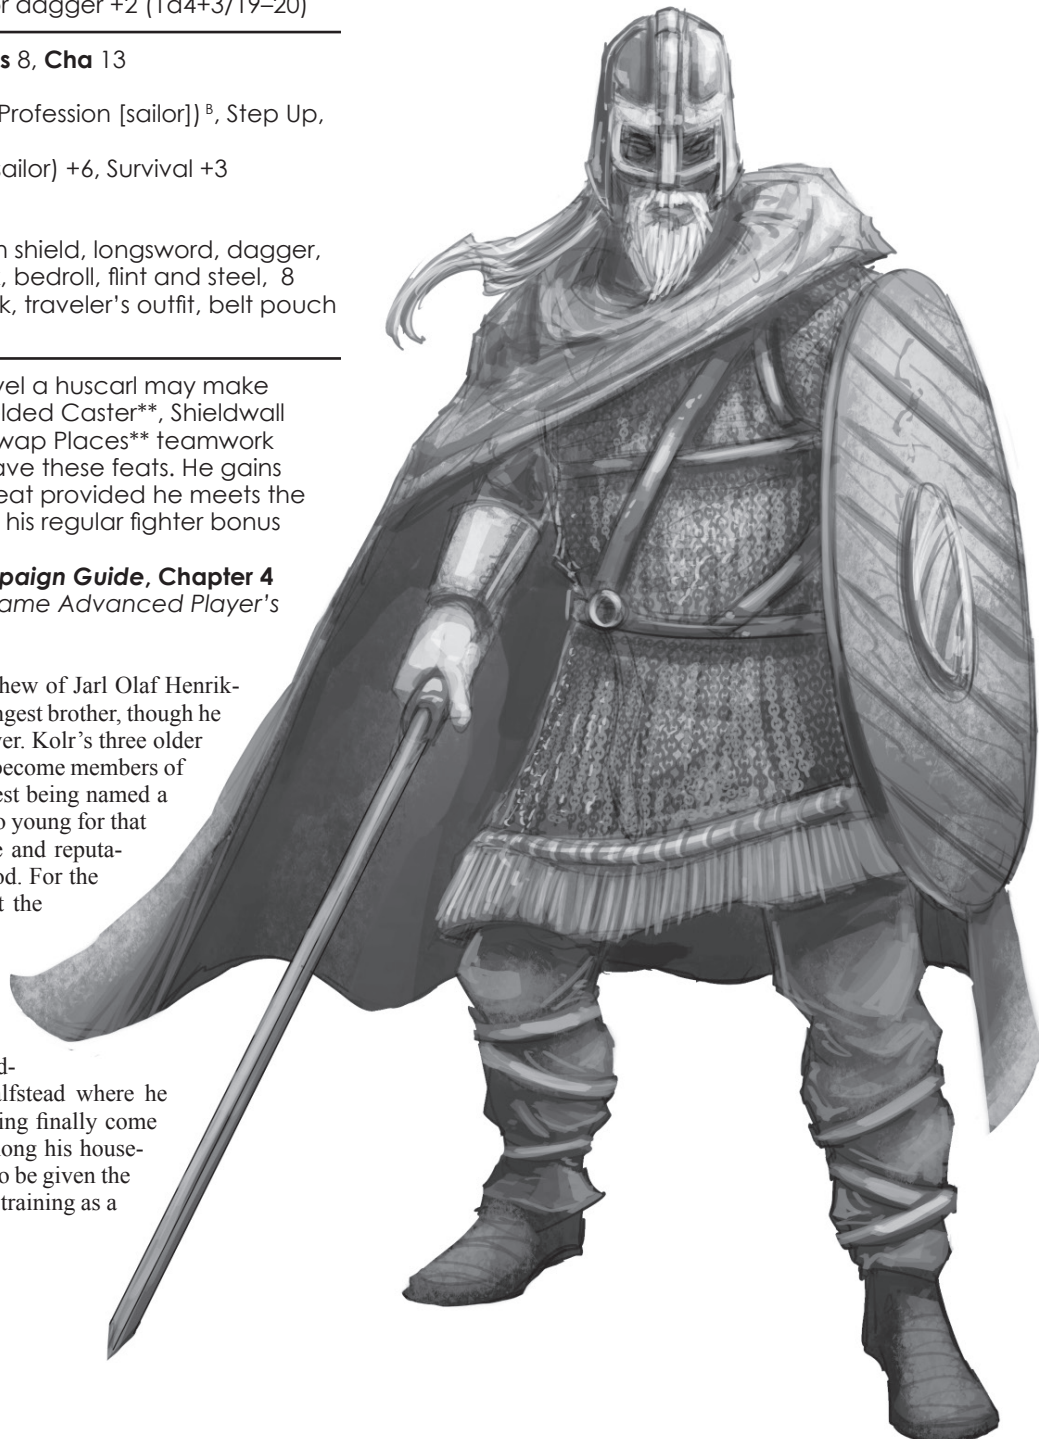 or dagger +2 (1d4+3/19–20)
s 8, Cha 13
Profession [sailor]) B, Step Up,
ailor) +6, Survival +3
n shield, longsword, dagger,
, bedroll, flint and steel, 8
k, traveler's outfit, belt pouch
vel a huscarl may make
lded Caster**, Shieldwall
wap Places** teamwork
ave these feats. He gains
eat provided he meets the
his regular fighter bonus
paign Guide, Chapter 4
ame Advanced Player's
hew of Jarl Olaf Henrik-
ngest brother, though he
ver. Kolr's three older
become members of
est being named a
o young for that
e and reputa-
od. For the
t the
d-
alfstead where he
ing finally come
ong his house-
o be given the
training as a